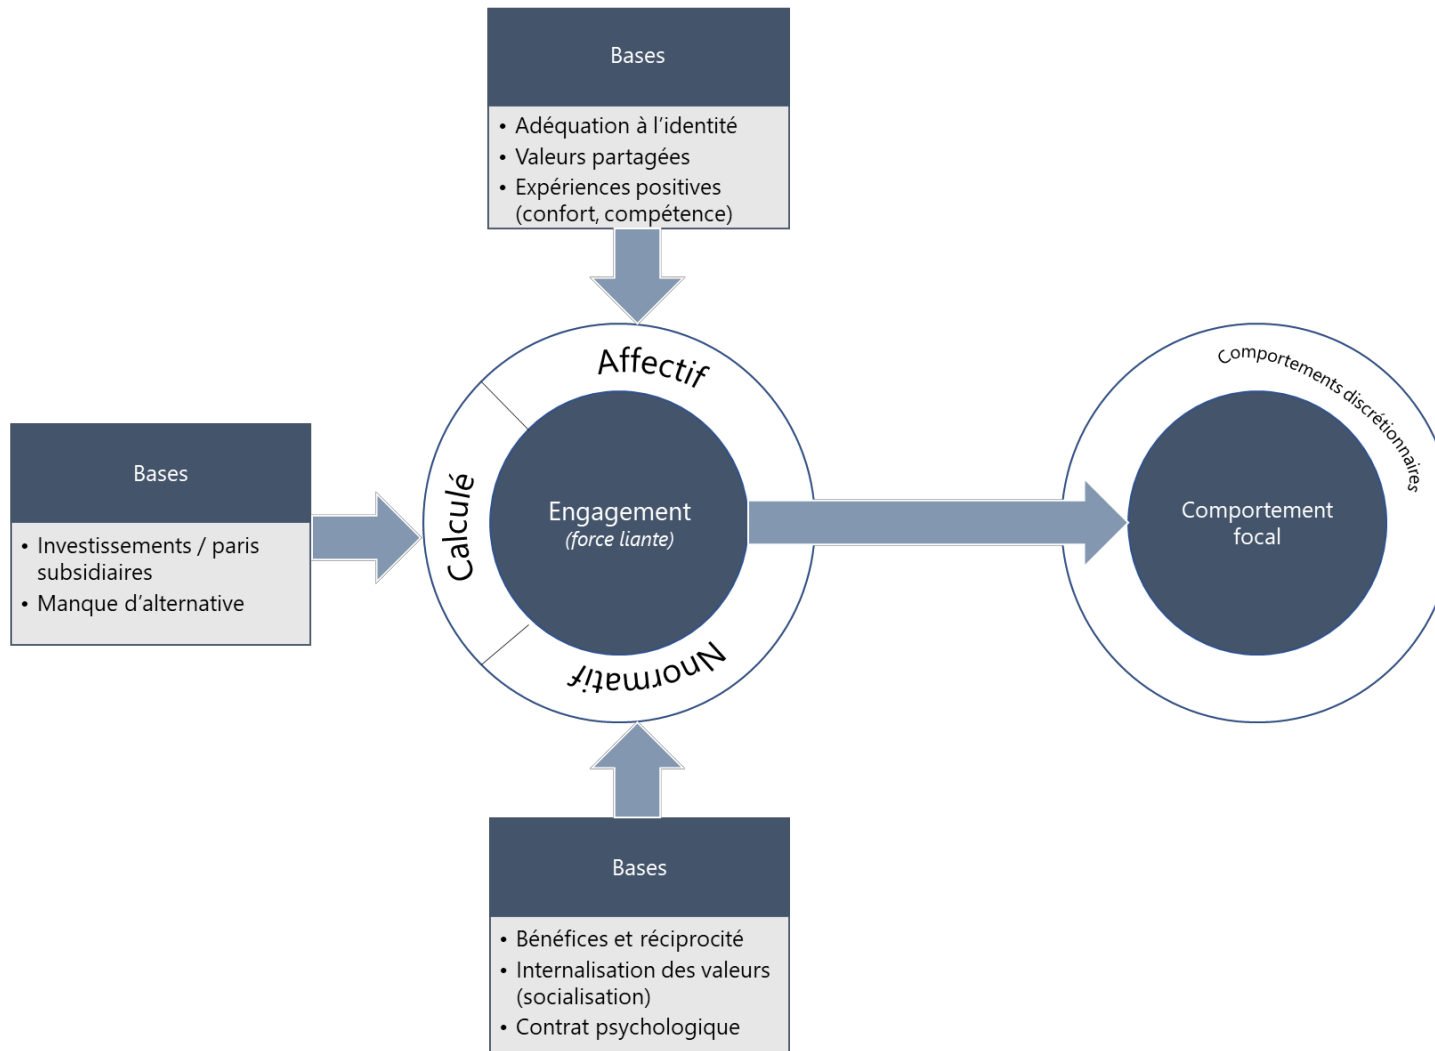 Bases
• Adéquation à l'identité
• Valeurs partagées
• Expériences positives
(confort, compétence)
Affectif
Comportements discrétionnaires
Bases
• Investissements / paris
subsidiaires
• Manque d'alternative
Calculé
Engagement
(force liante)
Comportement
focal
Nnormatif
Bases
• Bénéfices et réciprocité
• Internalisation des valeurs
(socialisation)
• Contrat psychologique